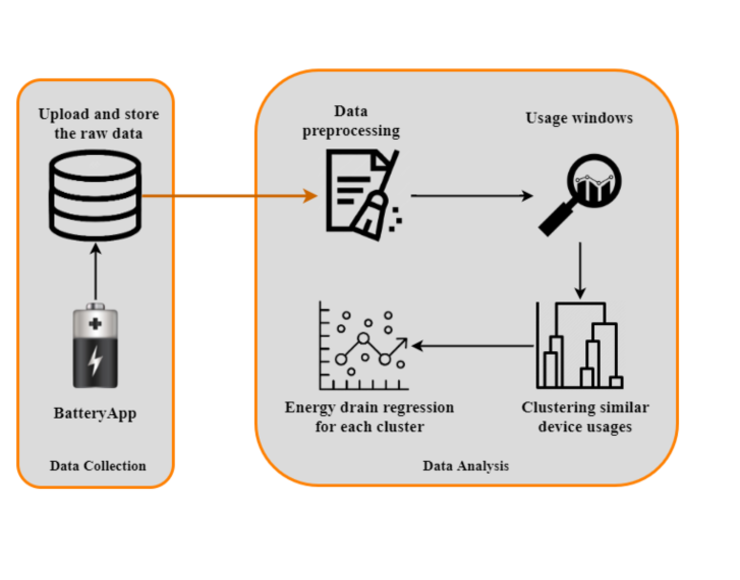 Upload and store
the raw data
BatteryApp
Data Collection
Data
preprocessing
Usage windows
Clustering similar
device usages
Energy drain regression
for each cluster
Data Analysis